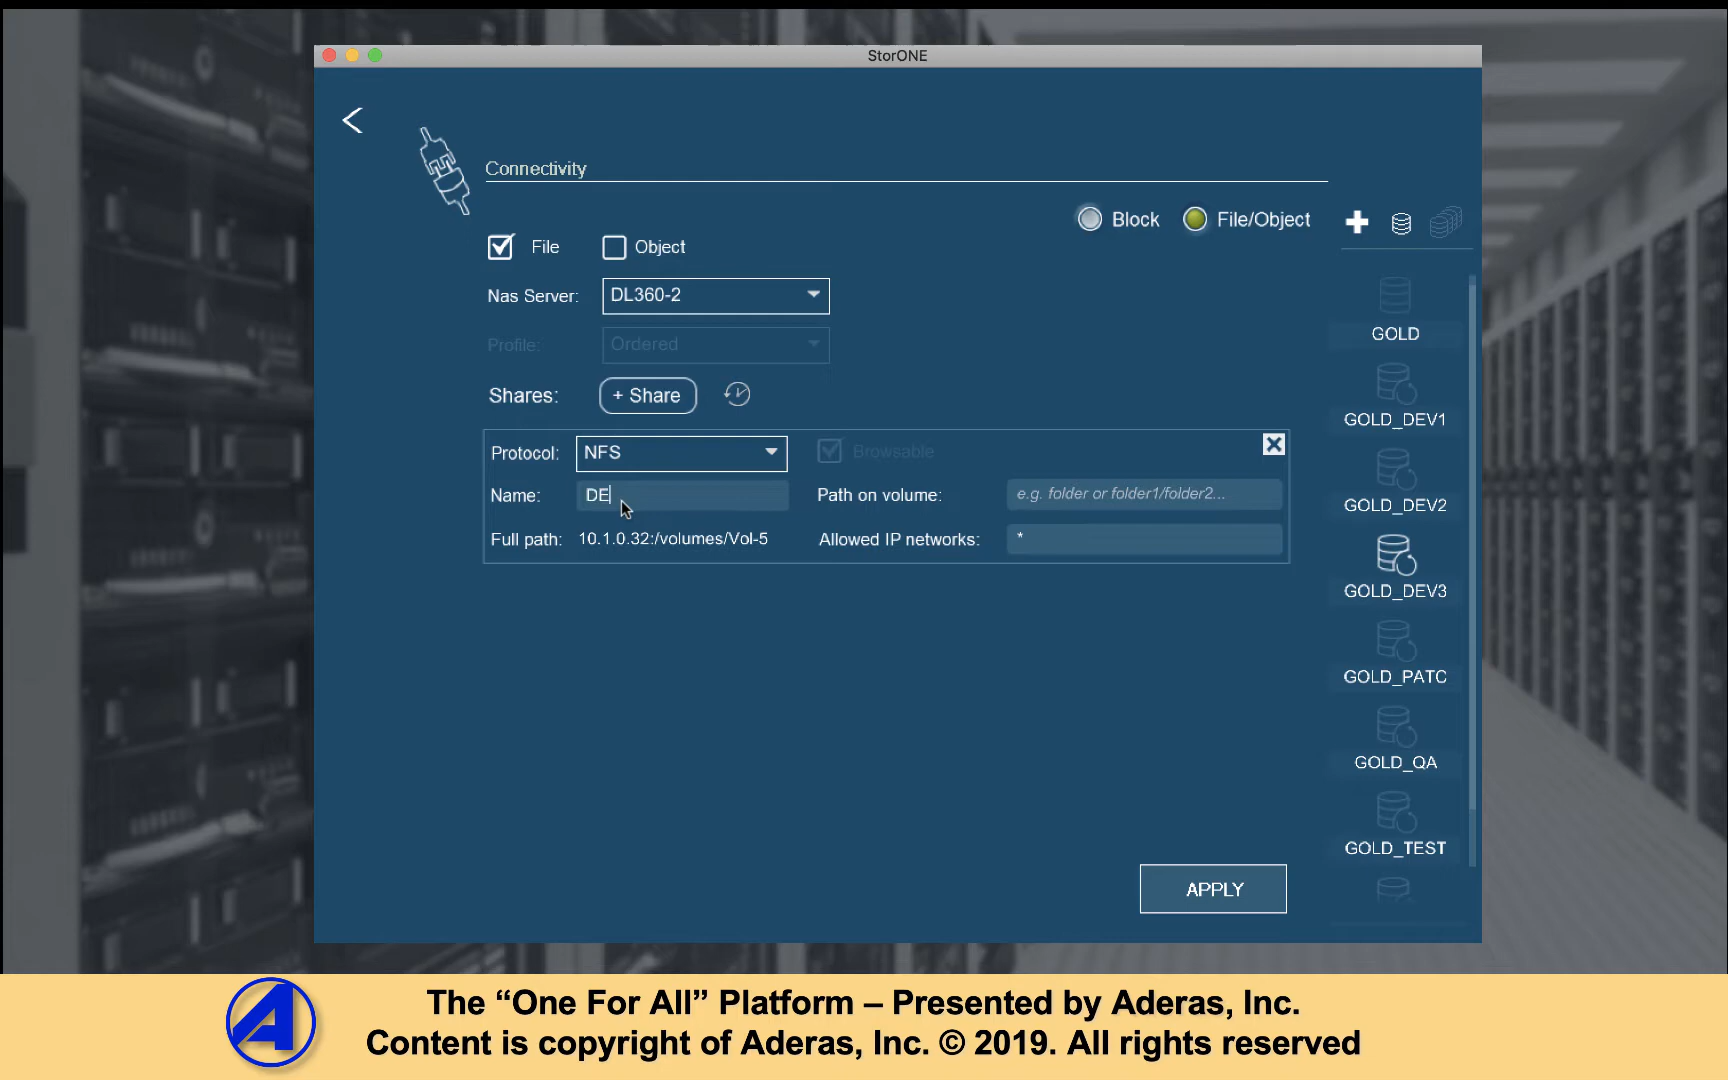 StorONE
Connectivity
Block File/Object
File Object
Nas Server: DL360-2
Profile: Ordered
Shares: + Share
Protocol: NFS Browsable
Name: DE Path on volume: e.g. folder or folder1/folder2...
Full path: 10.1.0.32:/volumes/Vol-5 Allowed IP networks: *
GOLD
GOLD_DEV1
GOLD_DEV2
GOLD_DEV3
GOLD_PATC
GOLD_QA
GOLD_TEST
APPLY
The “One For All” Platform – Presented by Aderas, Inc.
Content is copyright of Aderas, Inc. © 2019. All rights reserved